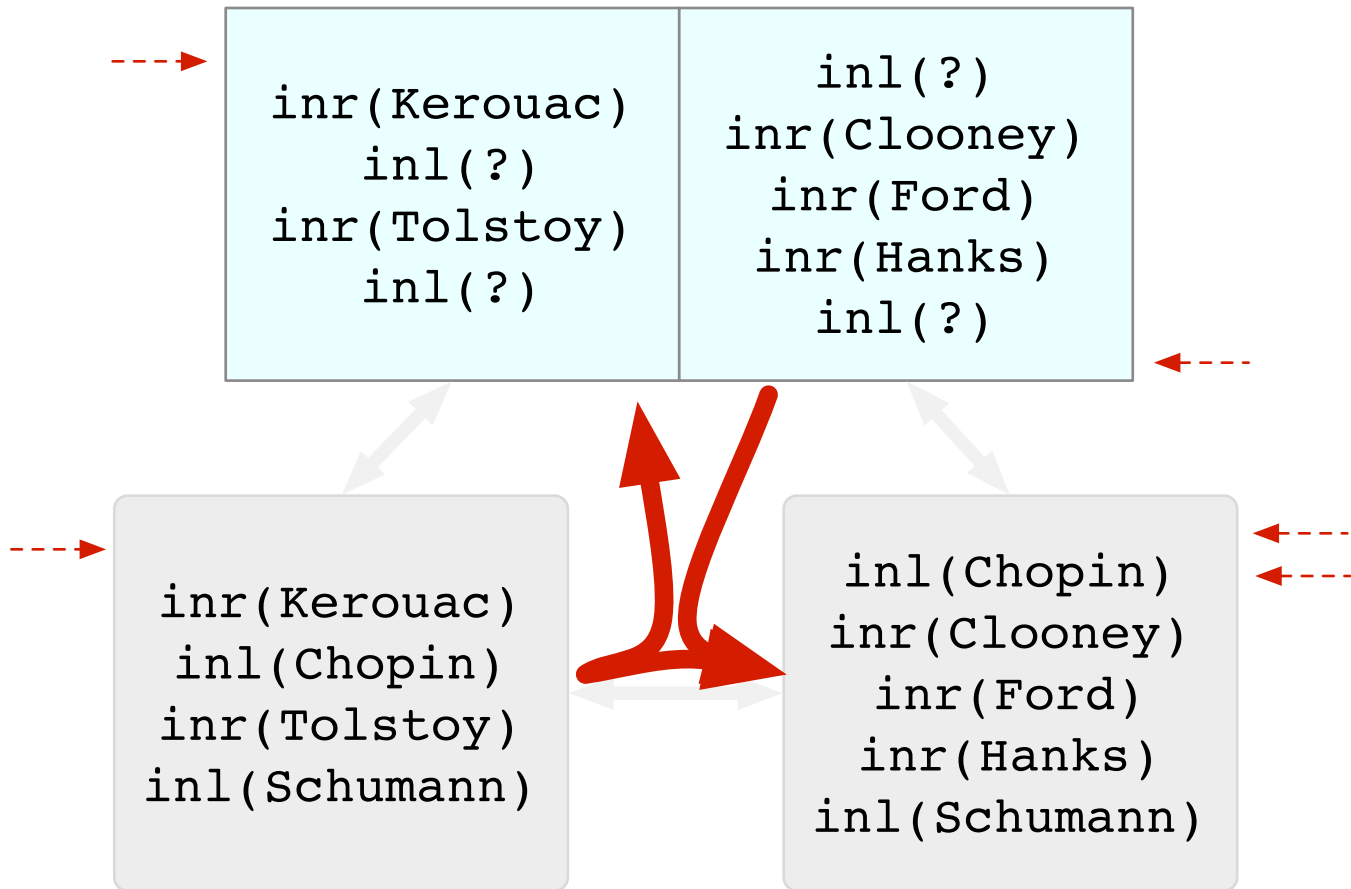 inr(Kerouac)
inl(?)
inr(Tolstoy)
inl(?)
inl(?)
inr(Clooney)
inr(Ford)
inr(Hanks)
inl(?)
inr(Kerouac)
inl(Chopin)
inr(Tolstoy)
inl(Schumann)
inl(Chopin)
inr(Clooney)
inr(Ford)
inr(Hanks)
inl(Schumann)